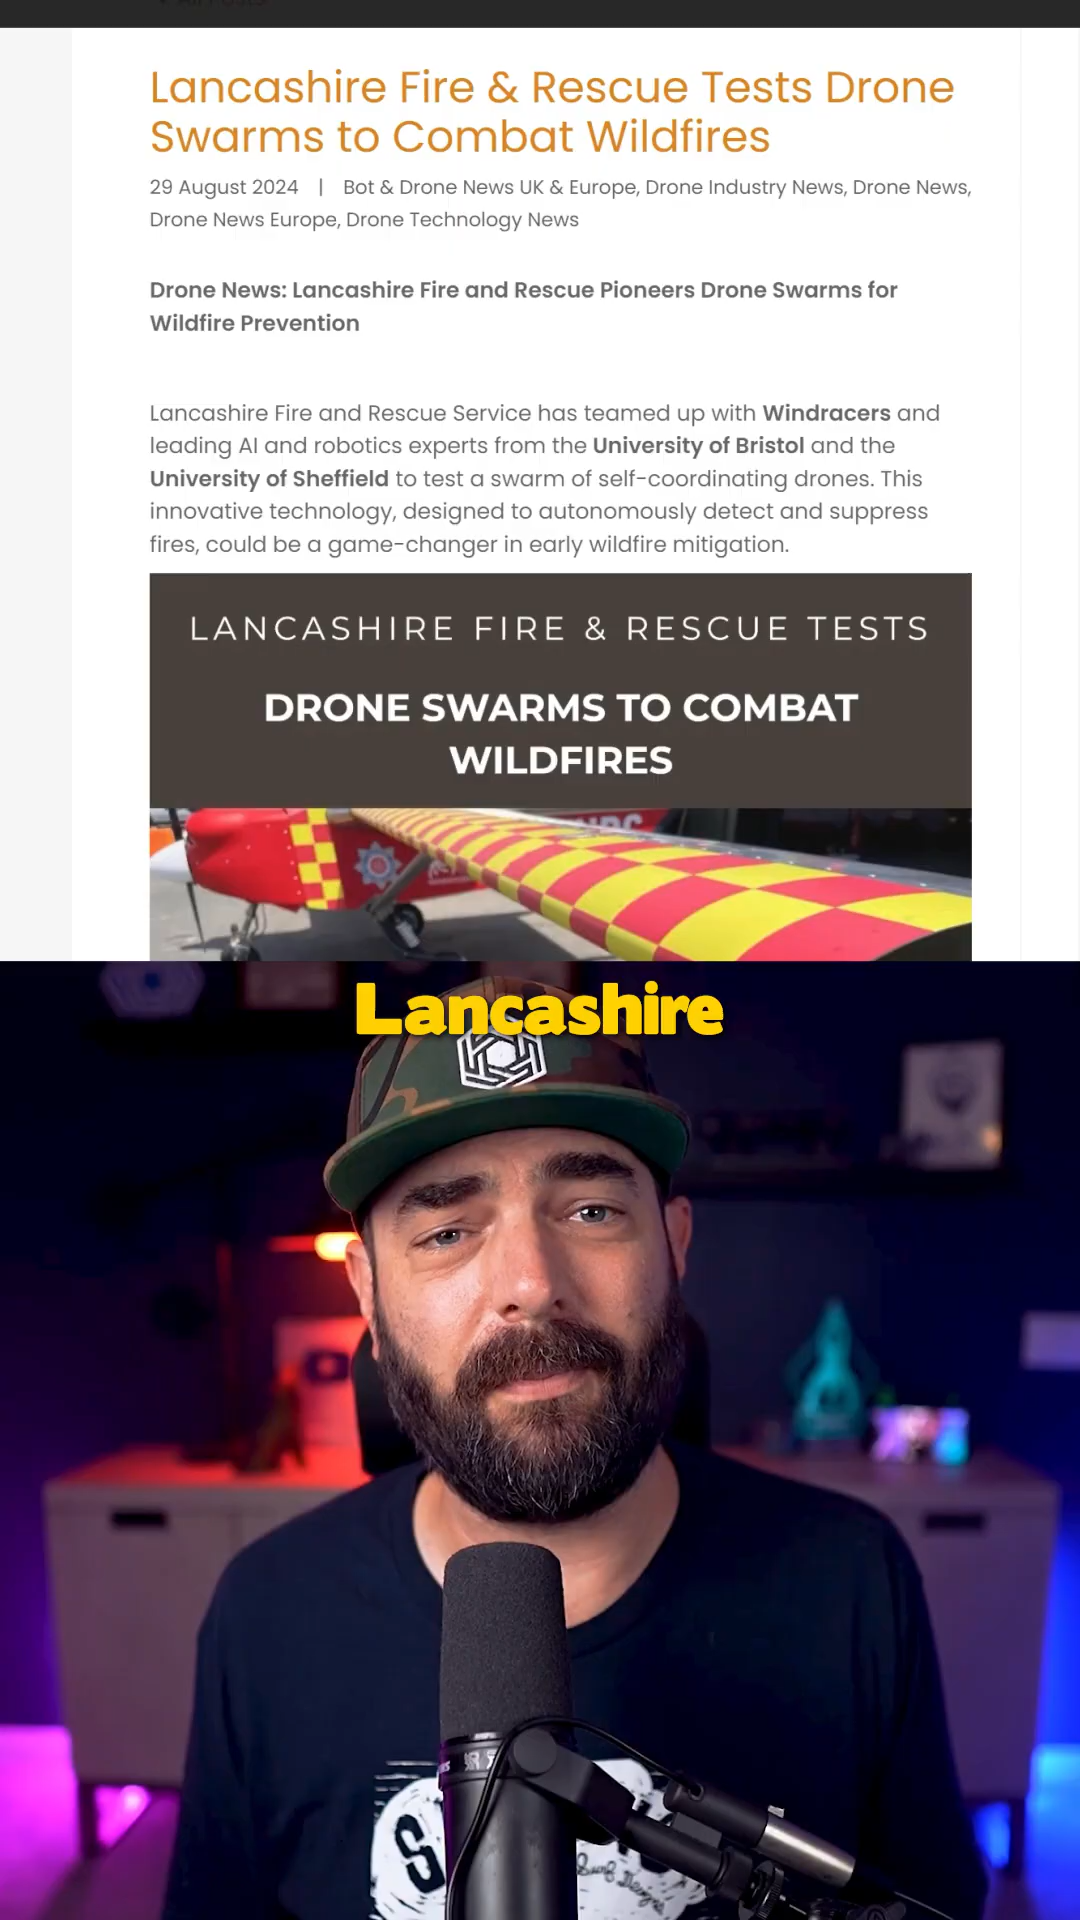 Lancashire Fire & Rescue Tests Drone
Swarms to Combat Wildfires
29 August 2024 | Bot & Drone News UK & Europe, Drone Industry News, Drone News,
Drone News Europe, Drone Technology News
Drone News: Lancashire Fire and Rescue Pioneers Drone Swarms for
Wildfire Prevention
Lancashire Fire and Rescue Service has teamed up with Windracers and
leading AI and robotics experts from the University of Bristol and the
University of Sheffield to test a swarm of self-coordinating drones. This
innovative technology, designed to autonomously detect and suppress
fires, could be a game-changer in early wildfire mitigation.
LANCASHIRE FIRE & RESCUE TESTS
DRONE SWARMS TO COMBAT
WILDFIRES
Lancashire